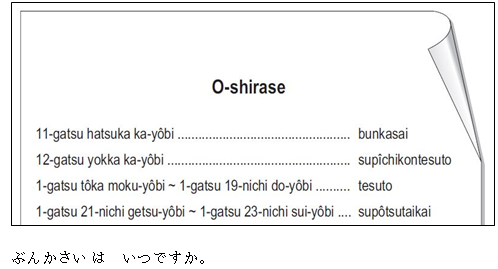 O-shirase
11-gatsu hatsuka ka-yôbi .................................................. bunkasai
12-gatsu yokka ka-yôbi ..................................................... supîchikontesuto
1-gatsu tôka moku-yôbi ~ 1-gatsu 19-nichi do-yôbi .......... tesuto
1-gatsu 21-nichi getsu-yôbi ~ 1-gatsu 23-nichi sui-yôbi .... supôtsutaikai
ぶんかさい は　いつですか。